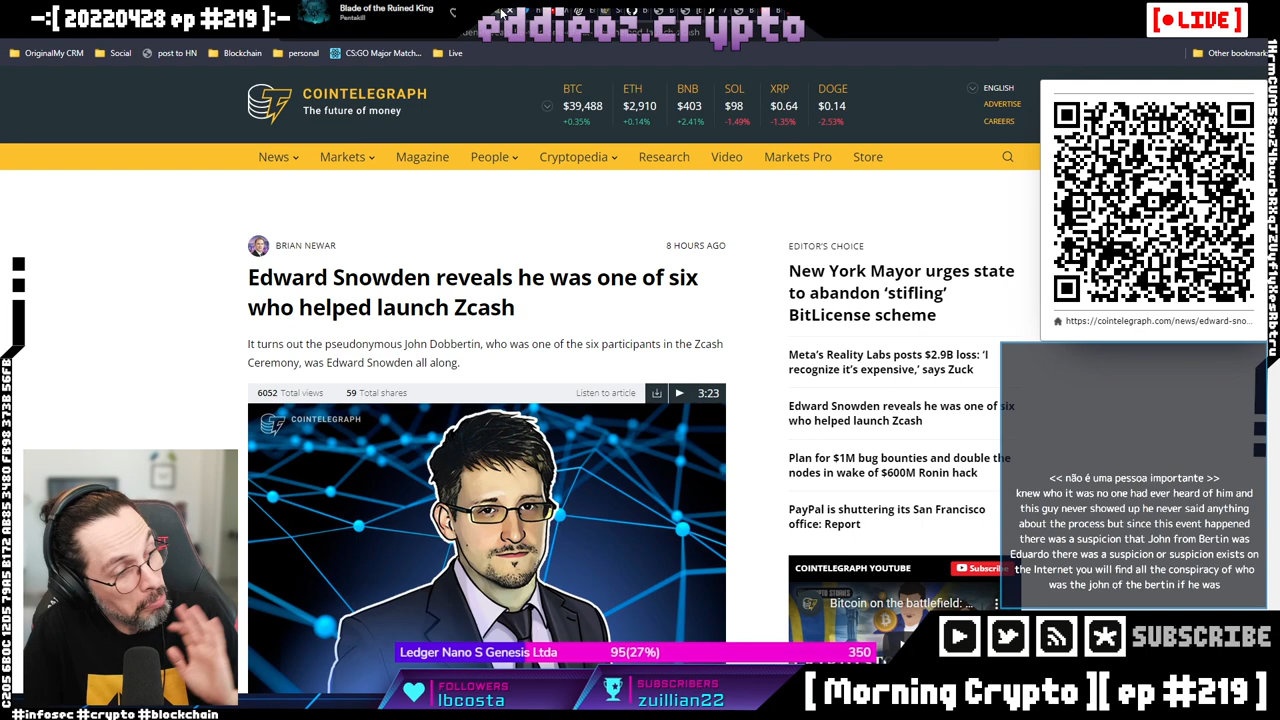 -:[ 20220428 ep #219 ]:-
Blade of the Ruined King
Pentakill
oddie02.crypto
[•LIVE]
OriginalMy CRM
Social
post to HN
Blockchain
personal
CS:GO Major Match...
Live
Other bookmark
COINTELEGRAPH
The future of money
BTC ETH BNB SOL XRP DOGE
$39,488 $2,910 $403 $98 $0.64 $0.14
+0.35% +0.14% +2.41% -1.49% -1.35% -2.53%
ENGLISH
ADVERTISE
CAREERS
News Markets Magazine People Cryptopedia Research Video Markets Pro Store
https://cointelegraph.com/news/edward-sno...
BRIAN NEWAR
8 HOURS AGO
Edward Snowden reveals he was one of six
who helped launch Zcash
It turns out the pseudonymous John Dobbertin, who was one of the six participants in the Zcash
Ceremony, was Edward Snowden all along.
6052 Total views 59 Total shares Listen to article 3:23
COINTELEGRAPH
EDITOR'S CHOICE
New York Mayor urges state
to abandon ‘stifling’
BitLicense scheme
Meta’s Reality Labs posts $2.9B loss: ‘I
recognize it’s expensive,’ says Zuck
Edward Snowden reveals he was one of six
who helped launch Zcash
Plan for $1M bug bounties and double the
nodes in wake of $600M Ronin hack
PayPal is shuttering its San Francisco
office: Report
COINTELEGRAPH YOUTUBE
Subscribe
Bitcoin on the battlefield: ...
<< não é uma pessoa importante >>
knew who it was no one had ever heard of him and
this guy never showed up he never said anything
about the process but since this event happened
there was a suspicion that John from Bertin was
Eduardo there was a suspicion or suspicion exists on
the Internet you will find all the conspiracy of who
was the john of the bertin if he was
Ledger Nano S Genesis Ltda 95(27%) 350
FOLLOWERS
lbcosta
SUBSCRIBERS
zuillian22
SUBSCRIBE
[ Morning Crypto ][ ep #219 ]
#infosec #crypto #blockchain